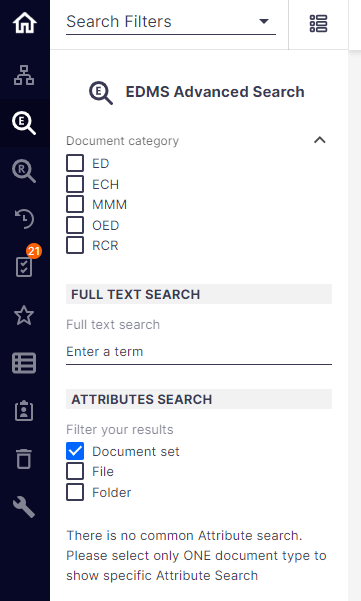 Search Filters
E
EDMS Advanced Search
E
Document category
ED
ECH
MMM
OED
RCR
R
21
FULL TEXT SEARCH
Full text search
Enter a term
ATTRIBUTES SEARCH
Filter your results
Document set
File
Folder
There is no common Attribute search.
Please select only ONE document type to
show specific Attribute Search